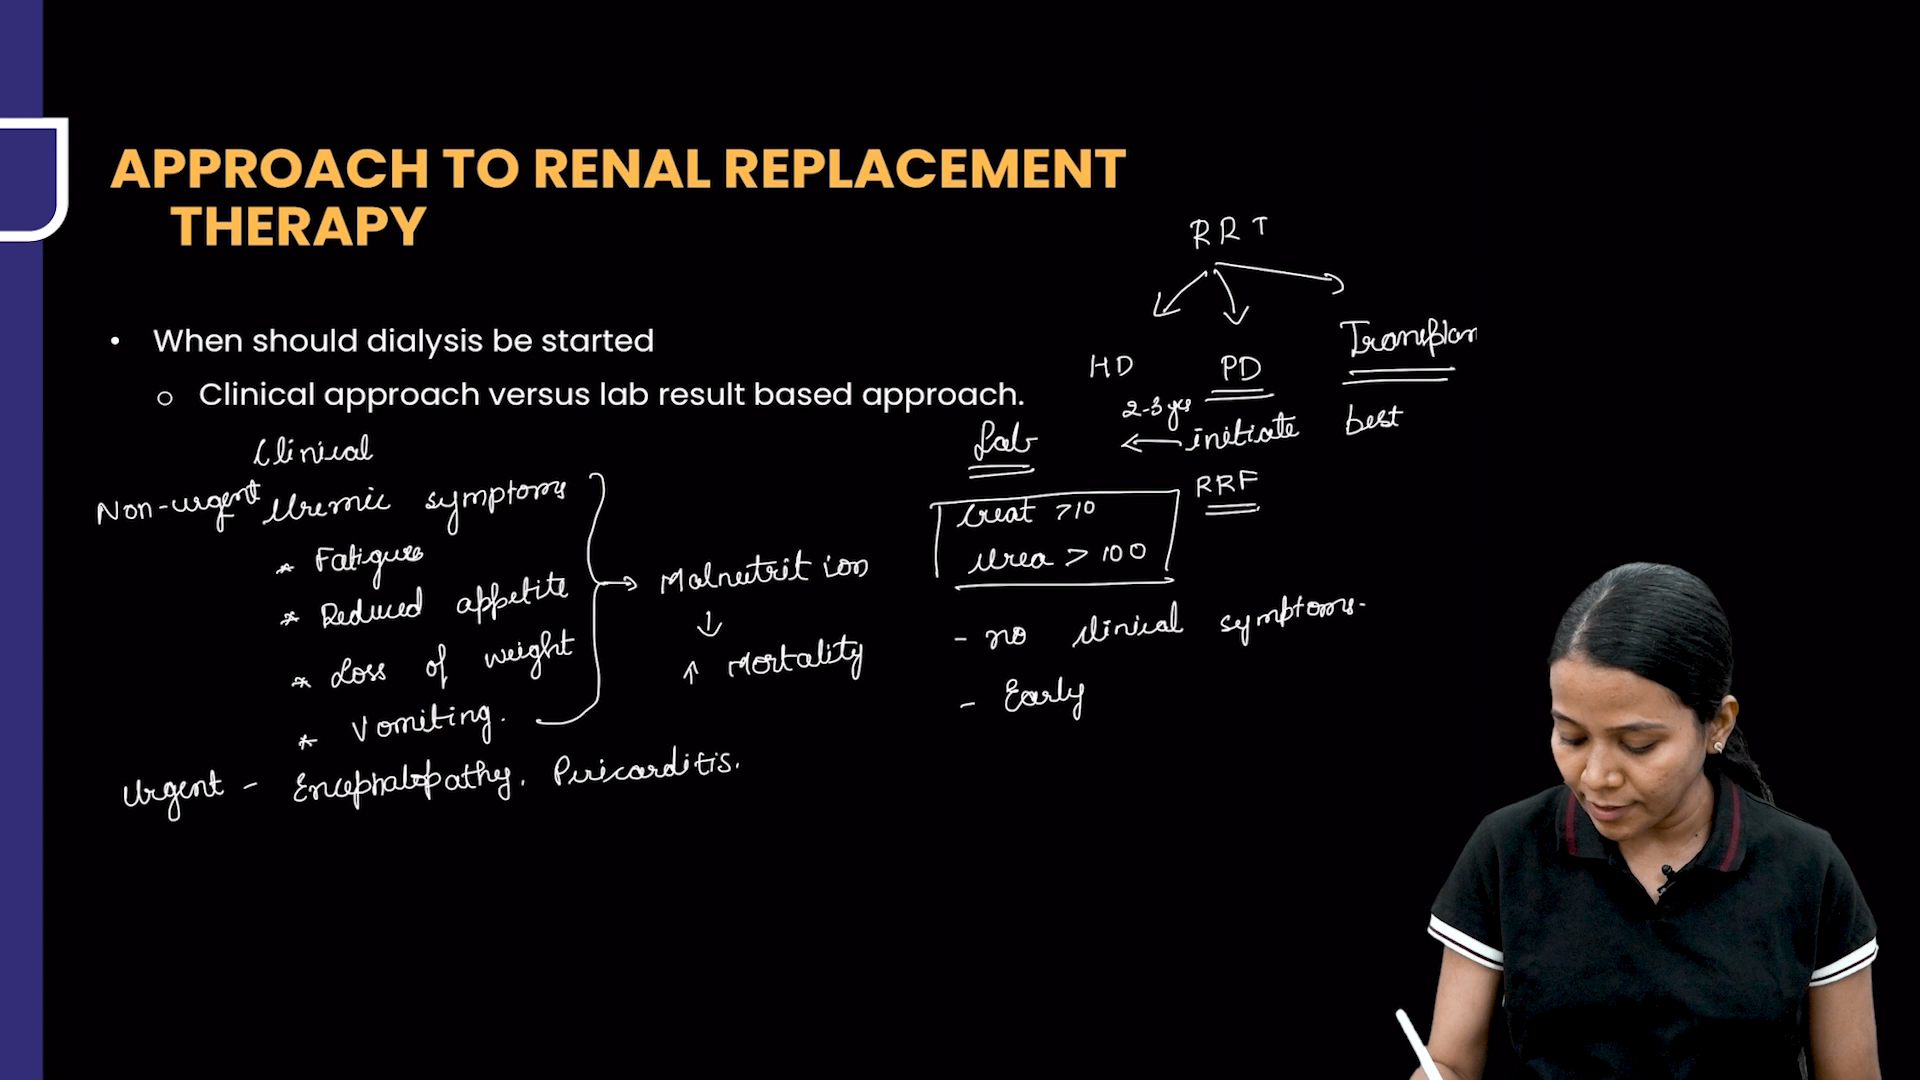 APPROACH TO RENAL REPLACEMENT
THERAPY
• When should dialysis be started
o Clinical approach versus lab result based approach.
Clinical
Non-urgent Uremic symptoms
* Fatigue
* Reduced appetite
* Loss of weight
* Vomiting.
Malnutrition
↓
↑ Mortality
Urgent - Encephalopathy, Pericarditis.
Lab
Creat >10
Urea > 100
- no clinical symptoms.
- Early
RRT
HD PD Transplan
2-3 yrs
← initiate best
RRF